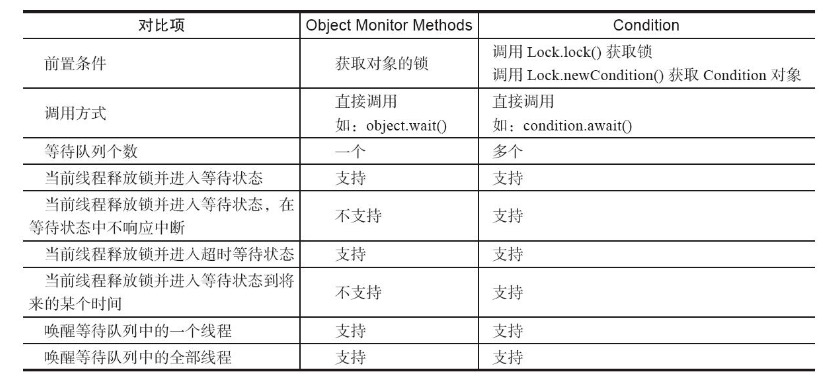 对比项 Object Monitor Methods Condition
前置条件 获取对象的锁 调用 Lock.lock() 获取锁
调用 Lock.newCondition() 获取 Condition 对象
调用方式 直接调用 直接调用
如：object.wait() 如：condition.await()
等待队列个数 一个 多个
当前线程释放锁并进入等待状态 支持 支持
当前线程释放锁并进入等待状态，在
等待状态中不响应中断 不支持 支持
当前线程释放锁并进入超时等待状态 支持 支持
当前线程释放锁并进入等待状态到将
来的某个时间 不支持 支持
唤醒等待队列中的一个线程 支持 支持
唤醒等待队列中的全部线程 支持 支持